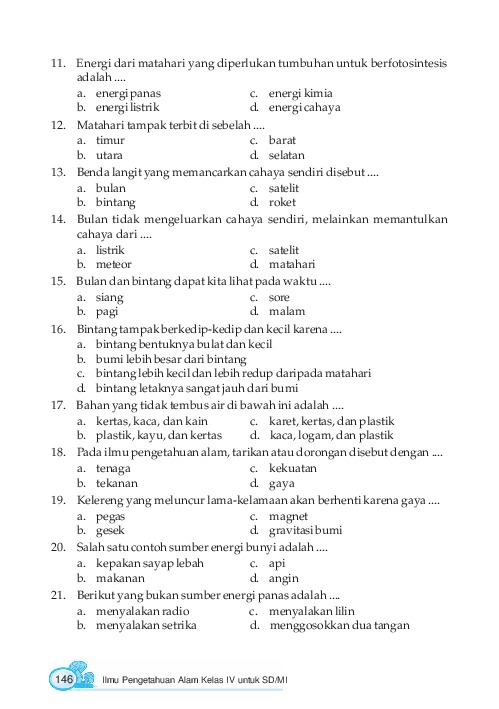 11. Energi dari matahari yang diperlukan tumbuhan untuk berfotosintesis
adalah ....
a. energi panas c. energi kimia
b. energi listrik d. energi cahaya
12. Matahari tampak terbit di sebelah ....
a. timur c. barat
b. utara d. selatan
13. Benda langit yang memancarkan cahaya sendiri disebut ....
a. bulan c. satelit
b. bintang d. roket
14. Bulan tidak mengeluarkan cahaya sendiri, melainkan memantulkan
cahaya dari ....
a. listrik c. satelit
b. meteor d. matahari
15. Bulan dan bintang dapat kita lihat pada waktu ....
a. siang c. sore
b. pagi d. malam
16. Bintang tampak berkedip-kedip dan kecil karena ....
a. bintang bentuknya bulat dan kecil
b. bumi lebih besar dari bintang
c. bintang lebih kecil dan lebih redup daripada matahari
d. bintang letaknya sangat jauh dari bumi
17. Bahan yang tidak tembus air di bawah ini adalah ....
a. kertas, kaca, dan kain c. karet, kertas, dan plastik
b. plastik, kayu, dan kertas d. kaca, logam, dan plastik
18. Pada ilmu pengetahuan alam, tarikan atau dorongan disebut dengan ....
a. tenaga c. kekuatan
b. tekanan d. gaya
19. Kelereng yang meluncur lama-kelamaan akan berhenti karena gaya ....
a. pegas c. magnet
b. gesek d. gravitasi bumi
20. Salah satu contoh sumber energi bunyi adalah ....
a. kepakan sayap lebah c. api
b. makanan d. angin
21. Berikut yang bukan sumber energi panas adalah ....
a. menyalakan radio c. menyalakan lilin
b. menyalakan setrika d. menggosokkan dua tangan
146 Ilmu Pengetahuan Alam Kelas IV untuk SD/MI